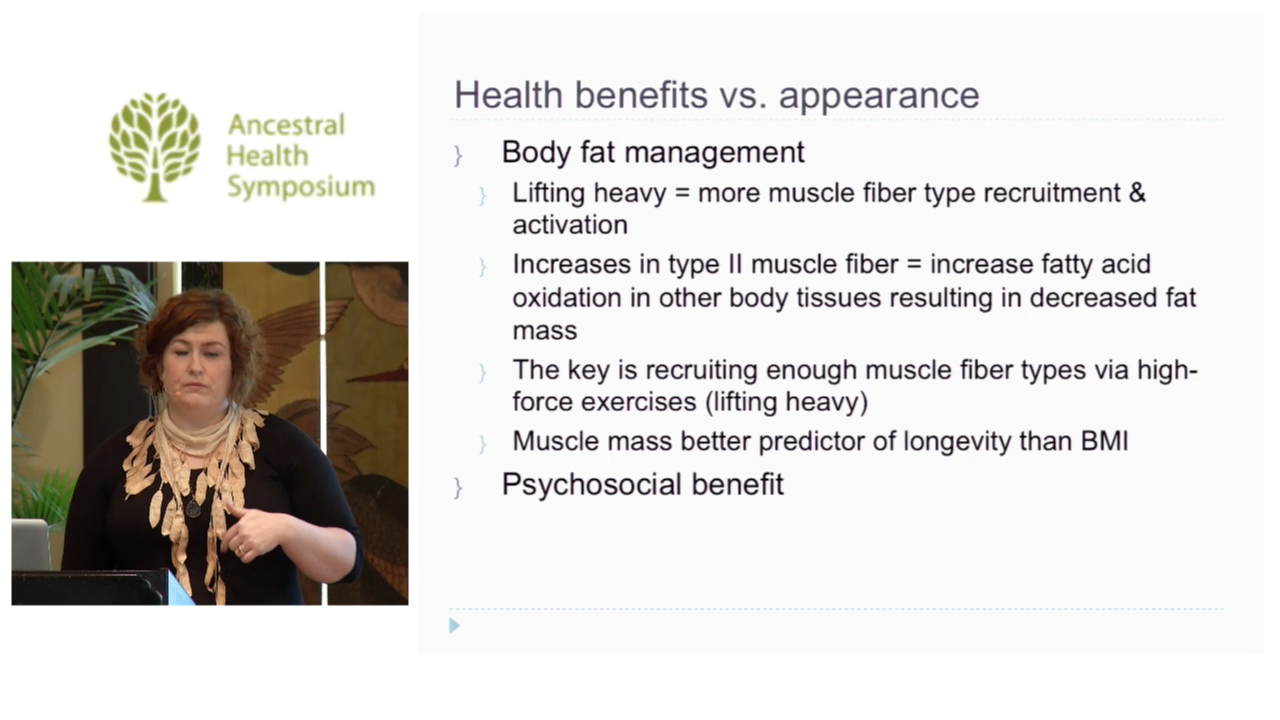 Ancestral
Health
Symposium
Health benefits vs. appearance
} Body fat management
} Lifting heavy = more muscle fiber type recruitment &
activation
} Increases in type II muscle fiber = increase fatty acid
oxidation in other body tissues resulting in decreased fat
mass
} The key is recruiting enough muscle fiber types via high-
force exercises (lifting heavy)
} Muscle mass better predictor of longevity than BMI
} Psychosocial benefit